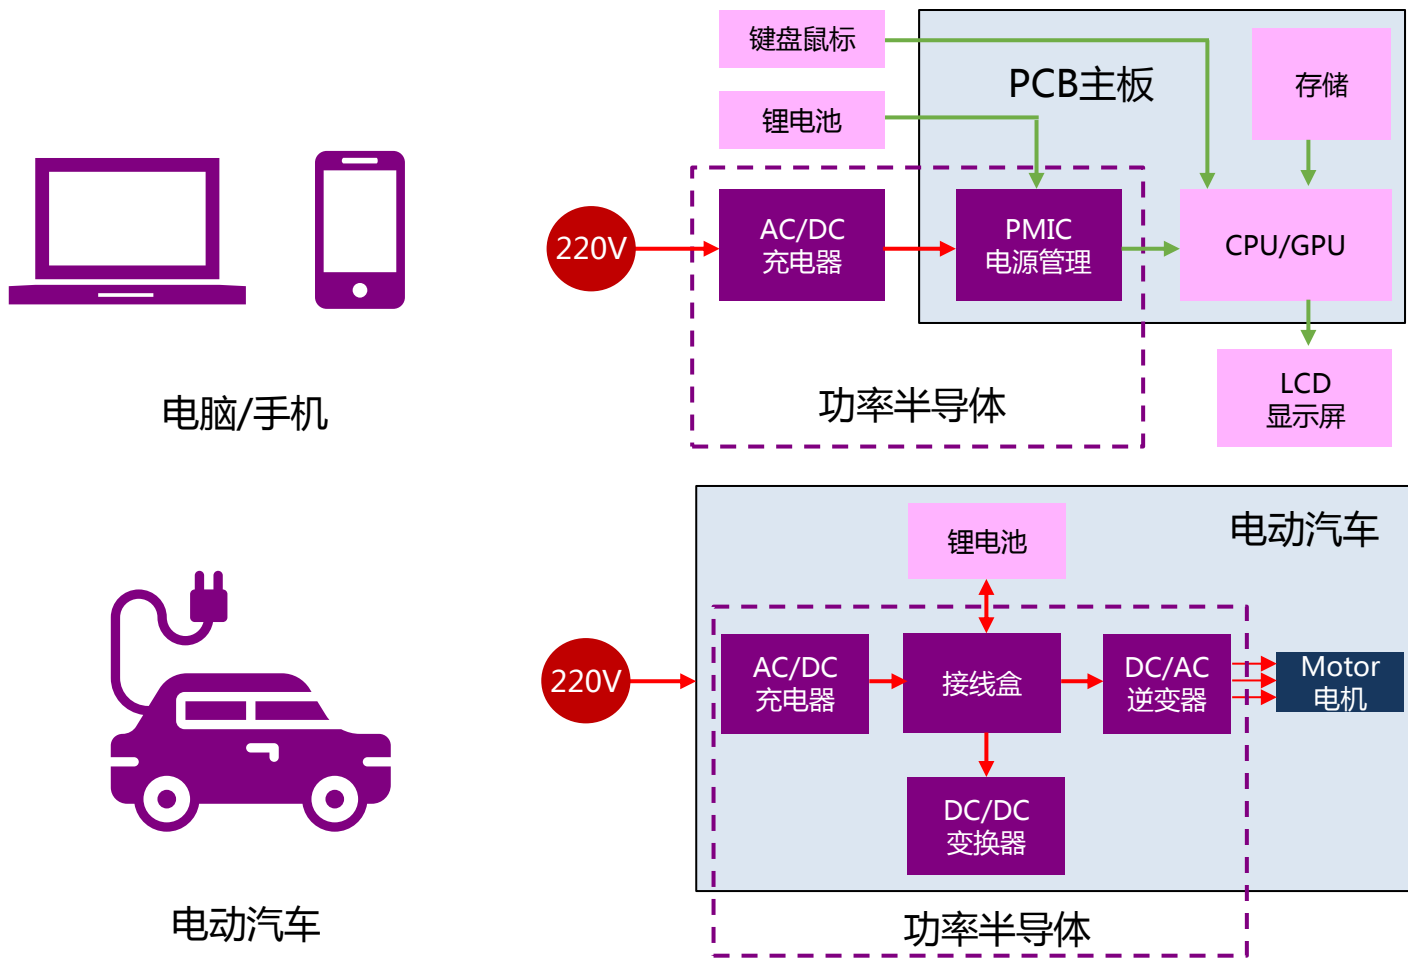 键盘鼠标
PCB主板
存储
锂电池
220V
AC/DC
充电器
PMIC
电源管理
CPU/GPU
电脑/手机
功率半导体
LCD
显示屏
电动汽车
锂电池
220V
AC/DC
充电器
接线盒
DC/AC
逆变器
Motor
电机
DC/DC
变换器
电动汽车
功率半导体